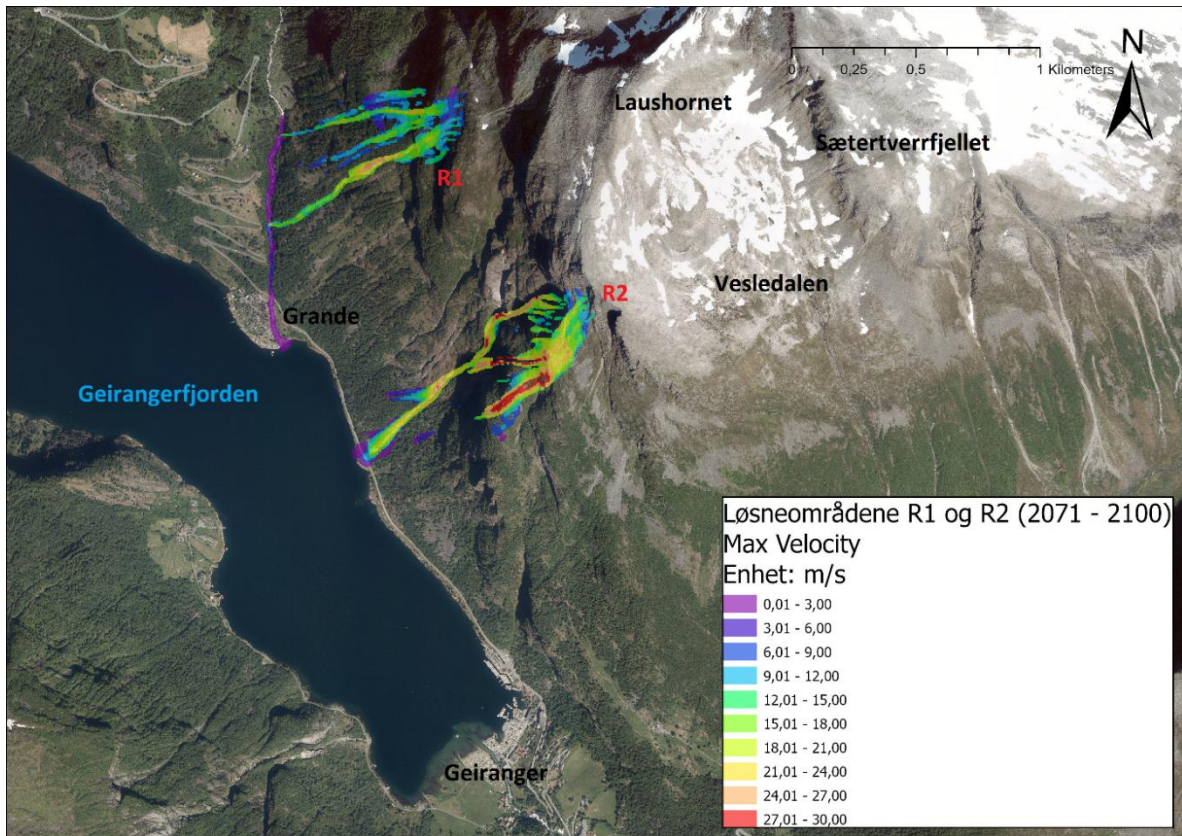 N
0
0,25
0,5
1 Kilometers
Laushornet
Sætertverrfjellet
R1
Vesledalen
R2
Grande
Geirangerfjorden
Geiranger
Løsneområdene R1 og R2 (2071 - 2100)
Max Velocity
Enhet: m/s
0,01 - 3,00
3,01 - 6,00
6,01 - 9,00
9,01 - 12,00
12,01 - 15,00
15,01 - 18,00
18,01 - 21,00
21,01 - 24,00
24,01 - 27,00
27,01 - 30,00